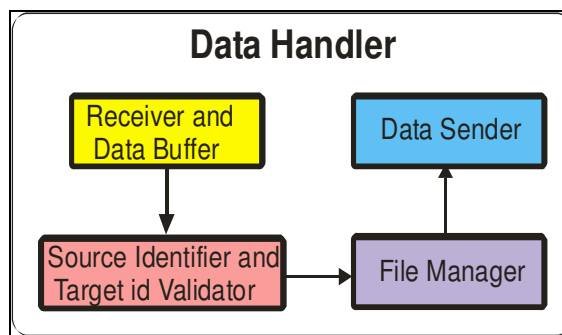 Data Handler
Receiver and
Data Buffer
Data Sender
Source Identifier and
Target id Validator
File Manager